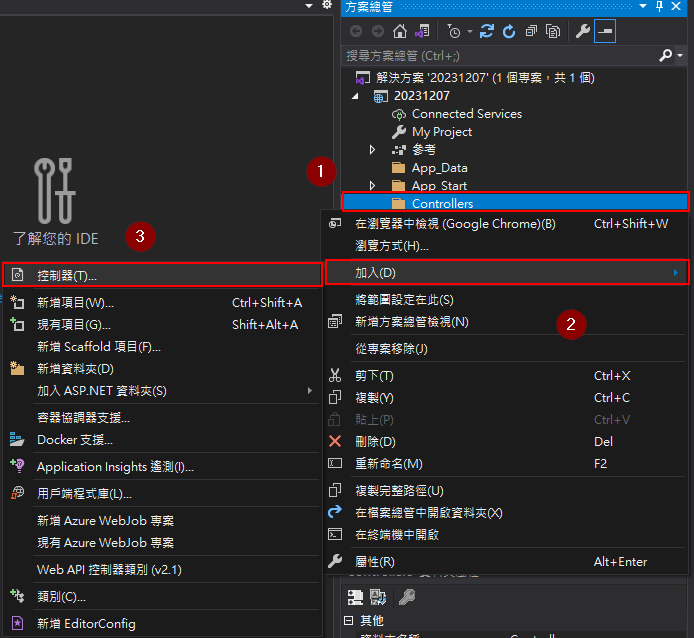 方案總管
搜尋方案總管 (Ctrl+;)
解決方案 '20231207' (1 個專案，共 1 個)
20231207
Connected Services
My Project
參考
App_Data
1
App_Start
Controllers
了解您的 IDE
3
在瀏覽器中檢視 (Google Chrome)(B) Ctrl+Shift+W
瀏覽方式(H)...
加入(D)
將範圍設定在此(S)
新增方案總管檢視(N)
2
從專案移除(J)
剪下(T) Ctrl+X
複製(Y) Ctrl+C
貼上(P) Ctrl+V
刪除(D) Del
重新命名(M) F2
複製完整路徑(U)
在檔案總管中開啟資料夾(X)
在終端機中開啟
屬性(R) Alt+Enter
控制器(T)...
新增項目(W)... Ctrl+Shift+A
現有項目(G)... Shift+Alt+A
新增 Scaffold 項目(F)...
新增資料夾(D)
加入 ASP.NET 資料夾(S)
容器協調器支援...
Docker 支援...
Application Insights 遙測(I)...
用戶端程式庫(L)...
新增 Azure WebJob 專案
現有 Azure WebJob 專案
Web API 控制器類別 (v2.1)
類別(C)...
新增 EditorConfig
其他